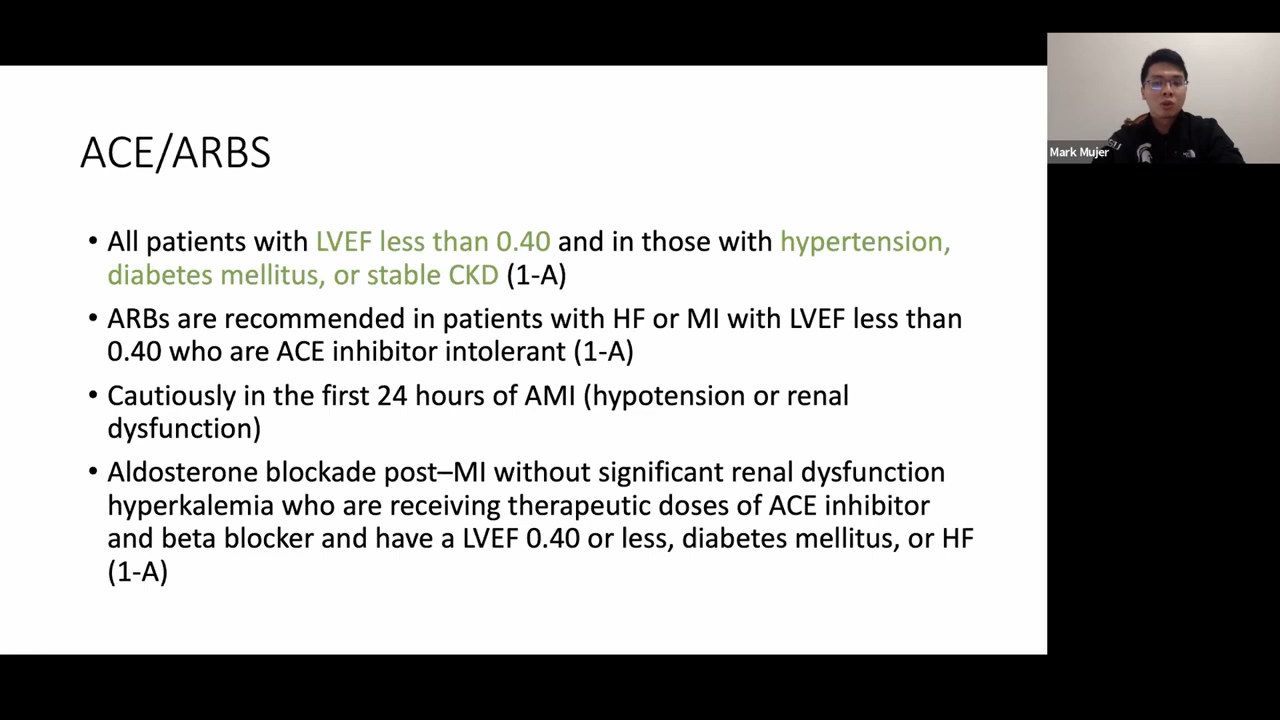 ACE/ARBS
• All patients with LVEF less than 0.40 and in those with hypertension,
diabetes mellitus, or stable CKD (1-A)
• ARBs are recommended in patients with HF or MI with LVEF less than
0.40 who are ACE inhibitor intolerant (1-A)
• Cautiously in the first 24 hours of AMI (hypotension or renal
dysfunction)
• Aldosterone blockade post–MI without significant renal dysfunction
hyperkalemia who are receiving therapeutic doses of ACE inhibitor
and beta blocker and have a LVEF 0.40 or less, diabetes mellitus, or HF
(1-A)
Mark Mujer